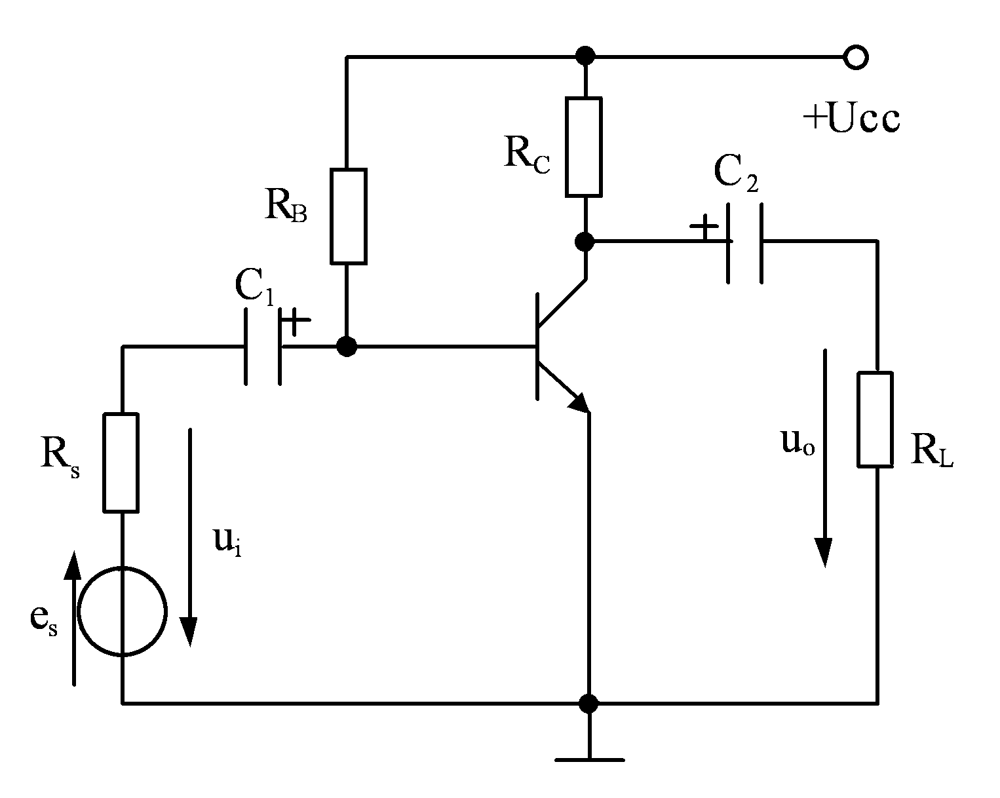 +Ucc
R_C
C_2
R_B
+
C_1
+
R_s
u_o
R_L
u_i
e_s